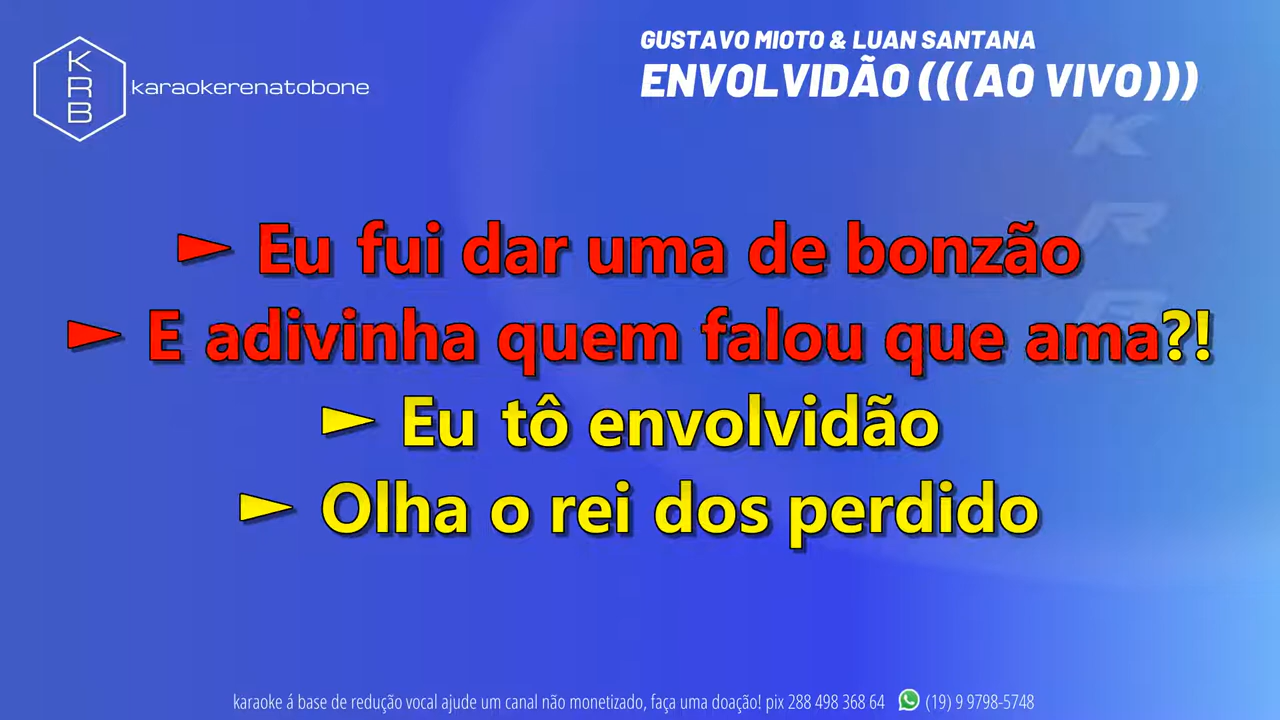 GUSTAVO MIOTO & LUAN SANTANA
KRB karaokerenatobone
ENVOLVIDÃO (((AO VIVO)))
K
R
B
► Eu fui dar uma de bonzão
► E adivinha quem falou que ama?!
► Eu tô envolvidão
► Olha o rei dos perdido
karaoke á base de redução vocal ajude um canal não monetizado, faça uma doação! pix 288 498 368 64 (19) 9 9798-5748